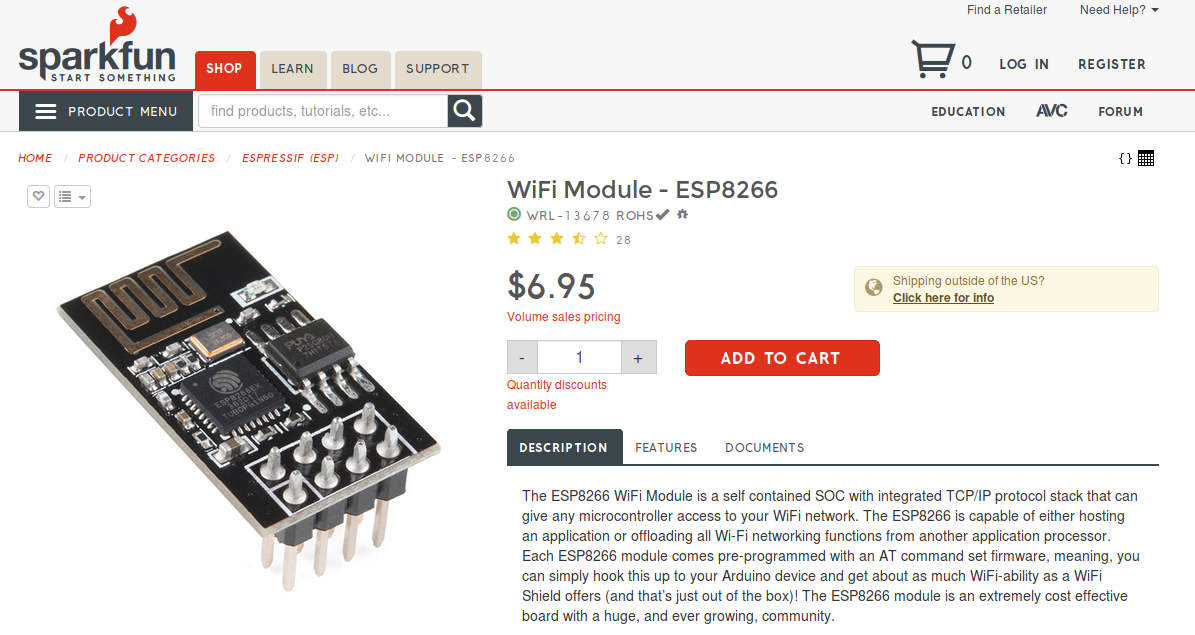 Find a Retailer
Need Help?
sparkfun
START SOMETHING
SHOP
LEARN
BLOG
SUPPORT
0
LOG IN
REGISTER
PRODUCT MENU
find products, tutorials, etc...
EDUCATION
AVC
FORUM
HOME / PRODUCT CATEGORIES / ESPRESSIF (ESP) / WIFI MODULE - ESP8266
{ }
WiFi Module - ESP8266
WRL-13678 ROHS
28
$6.95
Volume sales pricing
Shipping outside of the US?
Click here for info
- 1 +
ADD TO CART
Quantity discounts
available
ESP8266EX
DESCRIPTION
FEATURES
DOCUMENTS
The ESP8266 WiFi Module is a self contained SOC with integrated TCP/IP protocol stack that can
give any microcontroller access to your WiFi network. The ESP8266 is capable of either hosting
an application or offloading all Wi-Fi networking functions from another application processor.
Each ESP8266 module comes pre-programmed with an AT command set firmware, meaning, you
can simply hook this up to your Arduino device and get about as much WiFi-ability as a WiFi
Shield offers (and that's just out of the box)! The ESP8266 module is an extremely cost effective
board with a huge, and ever growing, community.